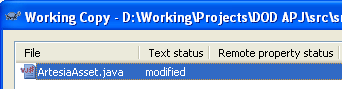 Working Copy - D:\Working\Projects\DOD APJ\src\s
File Text status Remote property status
ArtesiaAsset.java modified